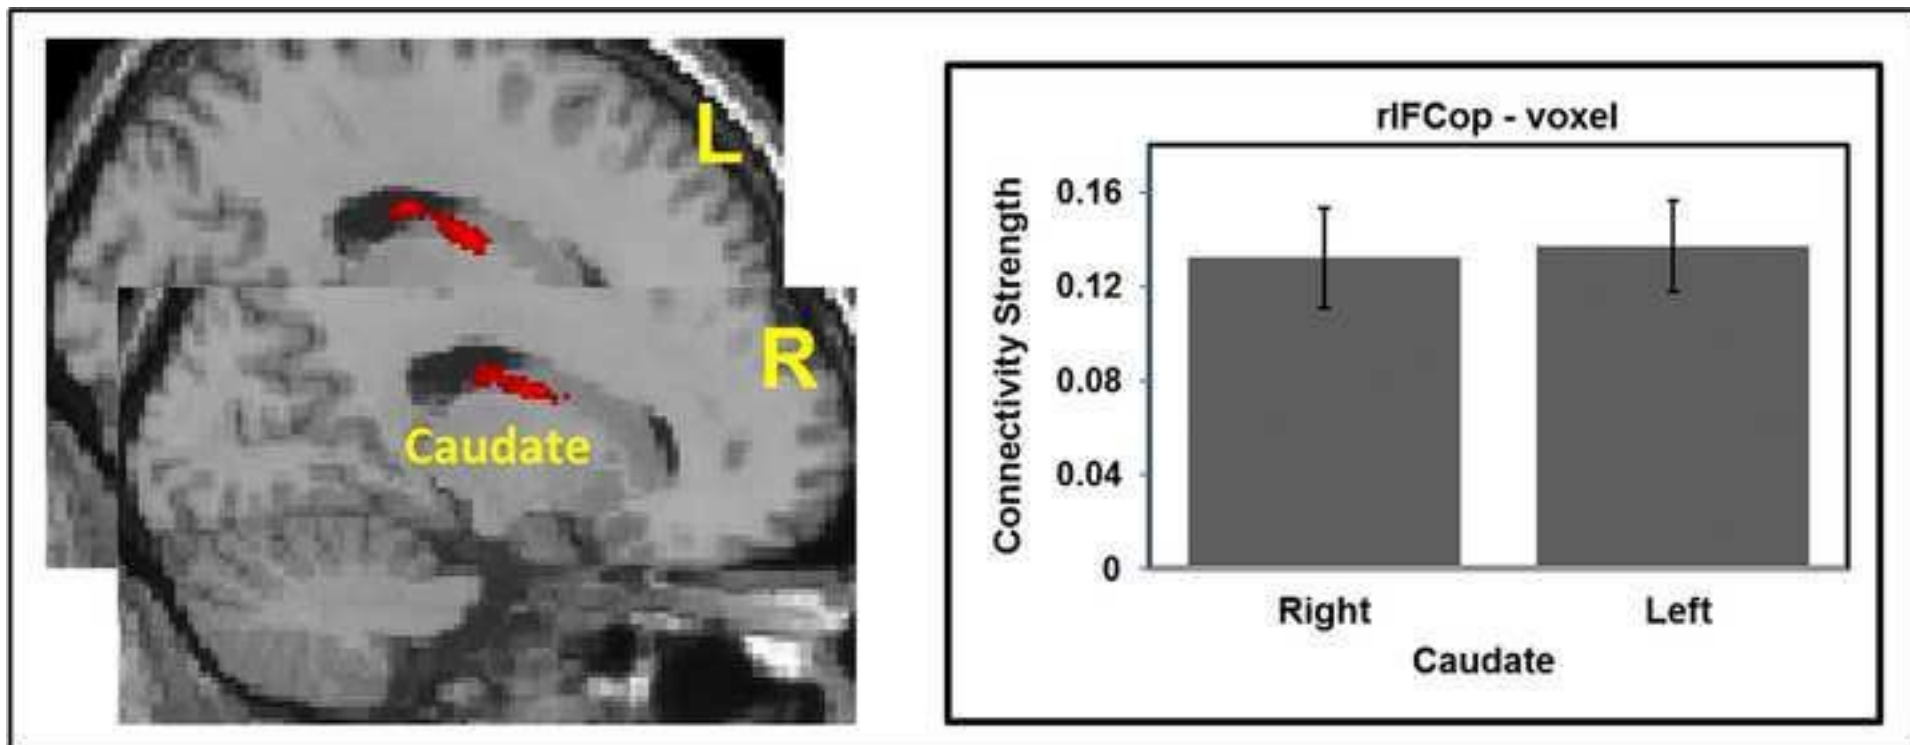 L
R
Caudate
rIFCop - voxel
Connectivity Strength
0.16
0.12
0.08
0.04
0
Right Left
Caudate